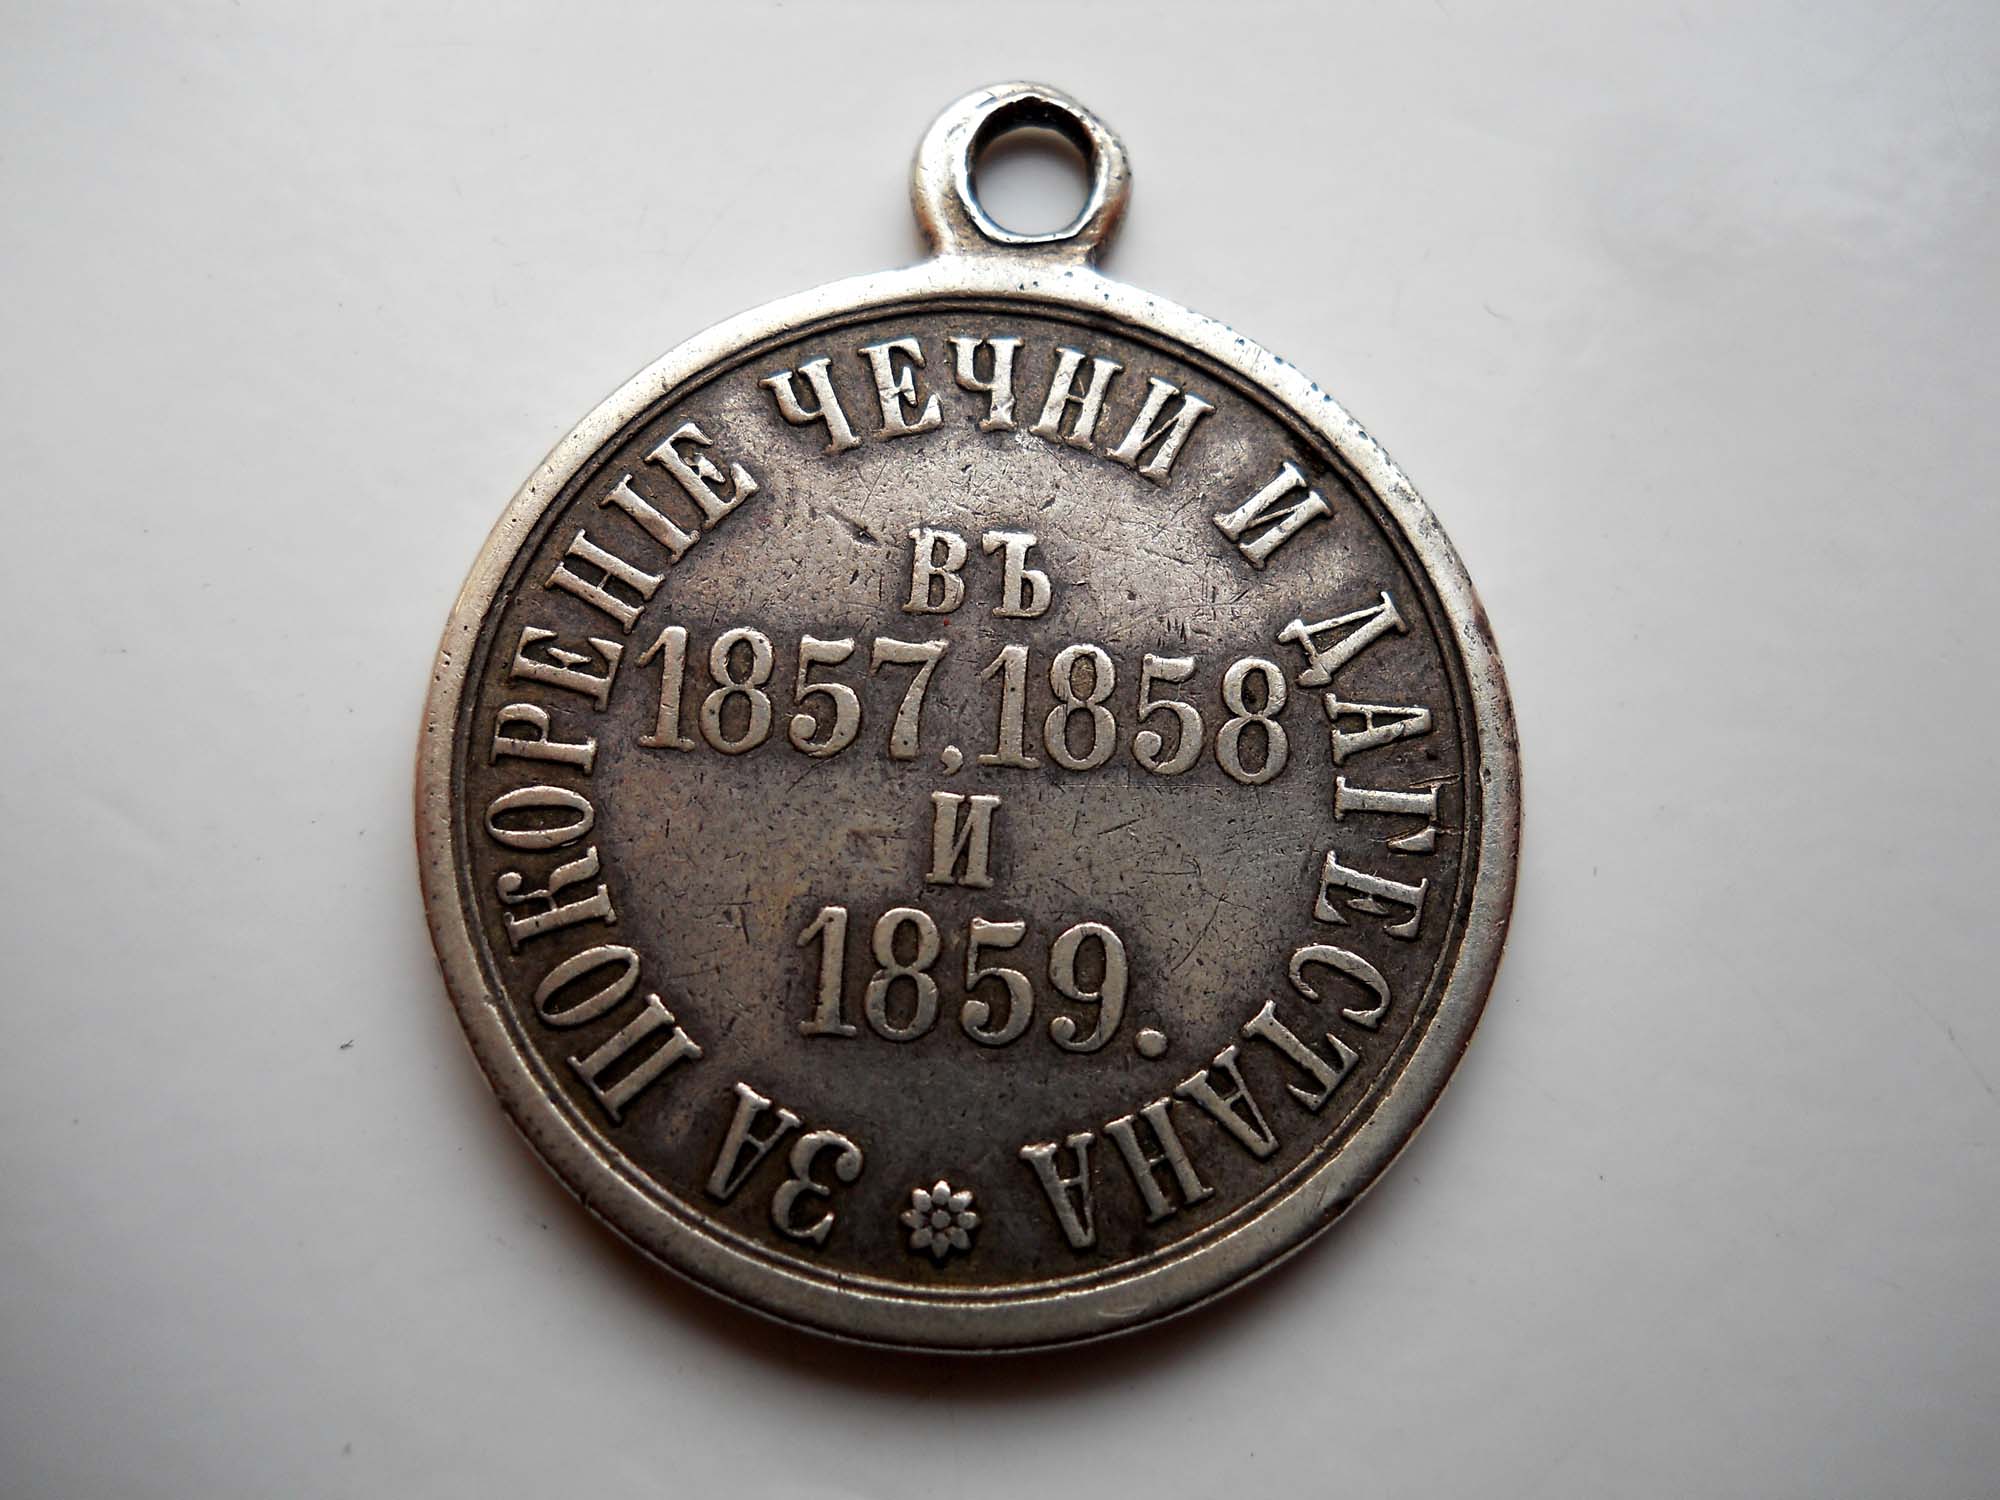 ЗА ПОКОРЕНІЕ ЧЕЧНИ И ДАГЕСТАНА
ВЪ
1857, 1858
И
1859.